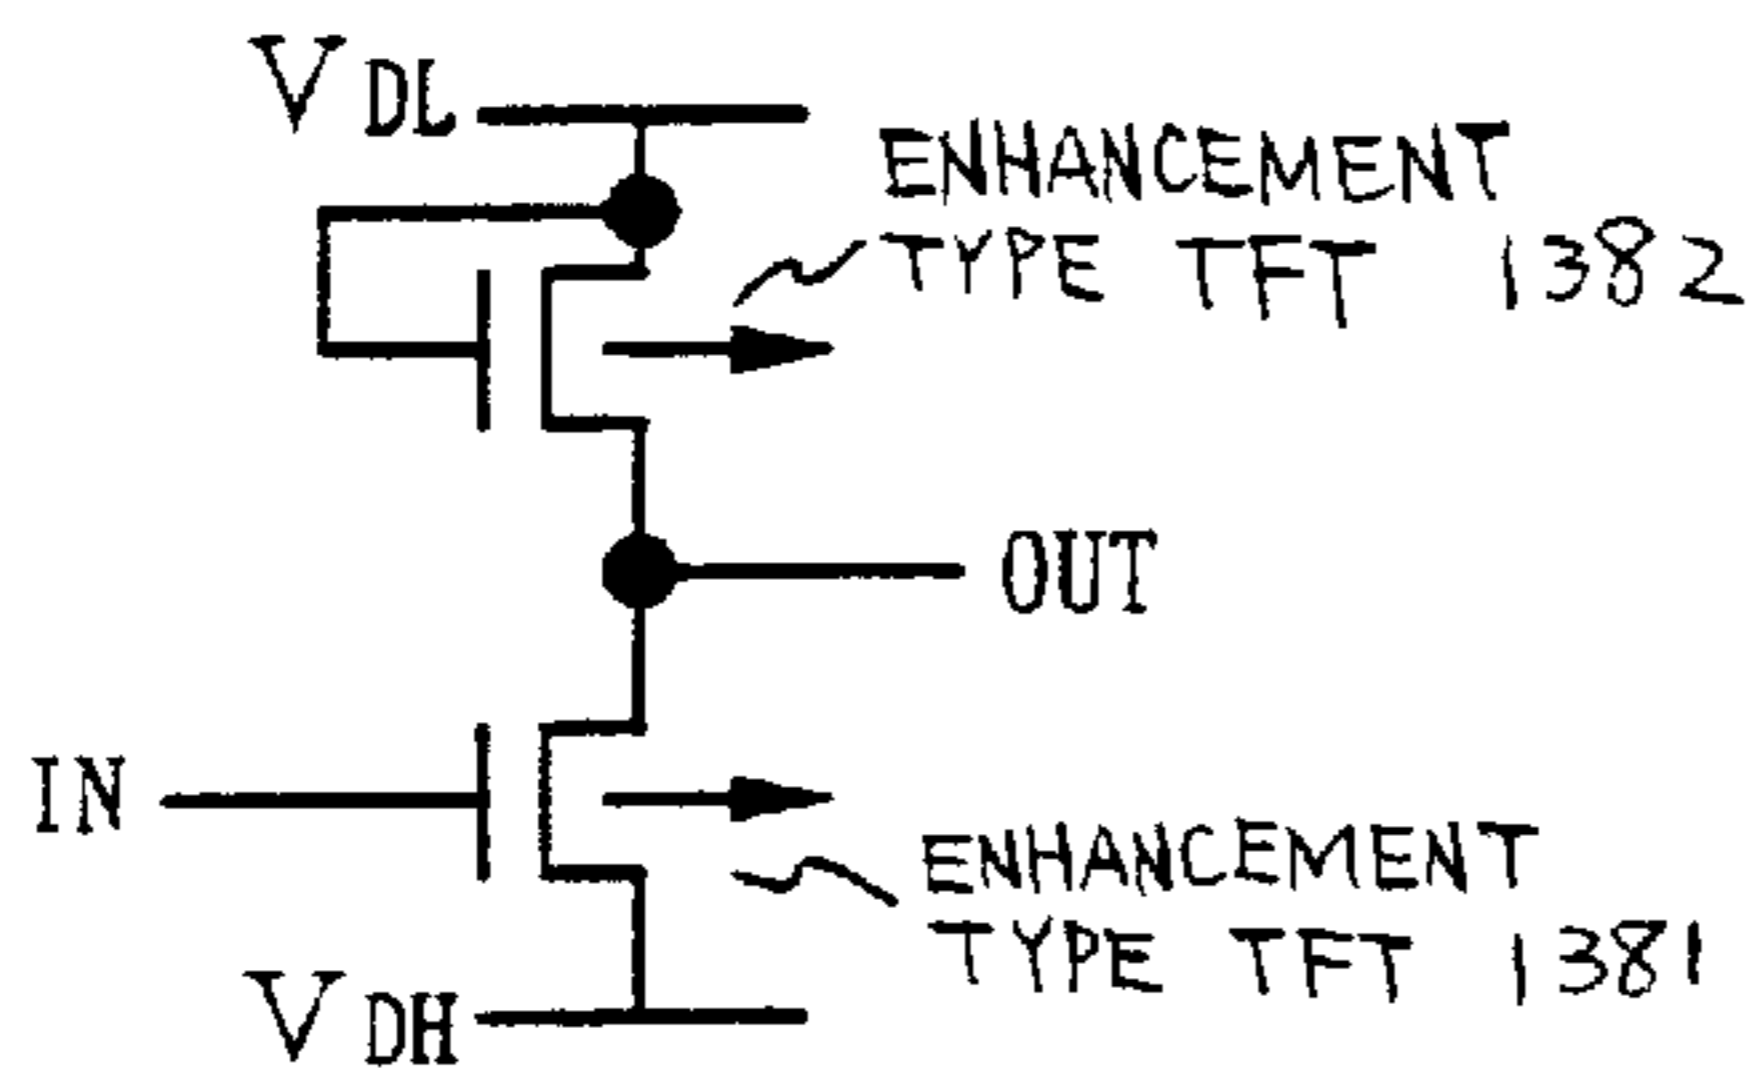 VDL
ENHANCEMENT
TYPE TFT 1382
OUT
IN
ENHANCEMENT
TYPE TFT 1381
VDH